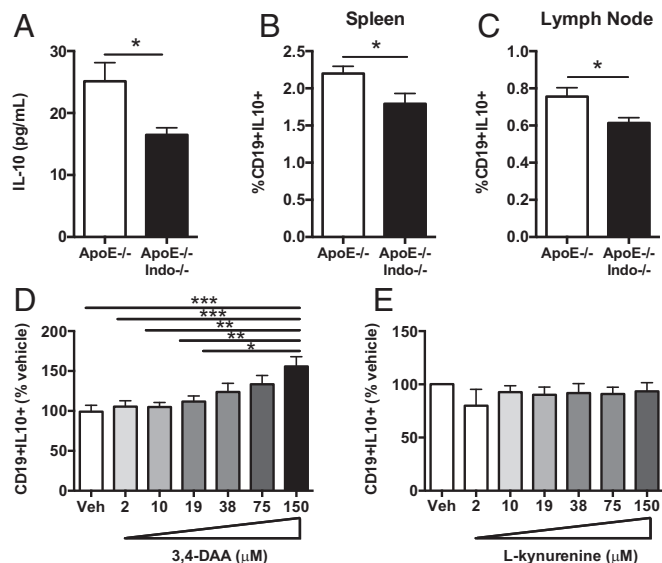 A
IL-10 (pg/mL)
30
20
10
0
*
ApoE-/-
ApoE-/-
Indo-/-
B
Spleen
%CD19+IL10+
2.5
2.0
1.5
1.0
0.5
0.0
*
ApoE-/-
ApoE-/-
Indo-/-
C
Lymph Node
%CD19+IL10+
1.0
0.8
0.6
0.4
0.2
0.0
*
ApoE-/-
ApoE-/-
Indo-/-
D
CD19+IL10+ (% vehicle)
200
150
100
50
0
***
***
**
**
*
Veh 2 10 19 38 75 150
3,4-DAA (μM)
E
CD19+IL10+ (% vehicle)
150
100
50
0
Veh 2 10 19 38 75 150
L-kynurenine (μM)